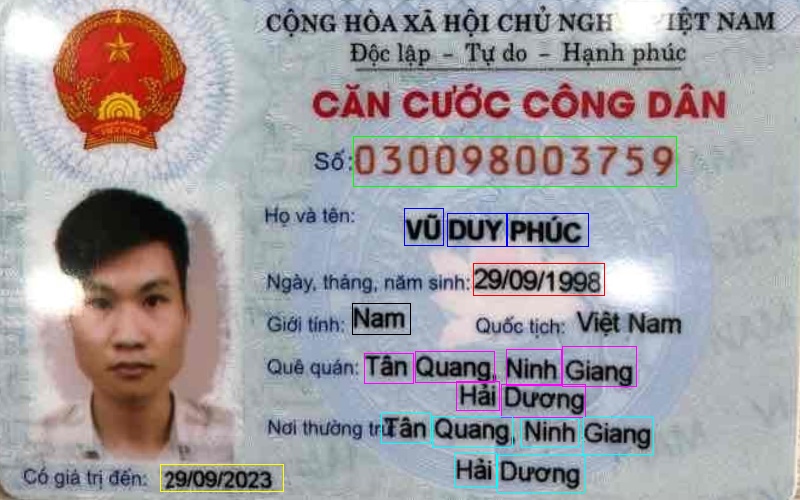 CỘNG HÒA XÃ HỘI CHỦ NGH VIỆT NAM
Độc lập - Tự do - Hạnh phúc
CĂN CƯỚC CÔNG DÂN
Số: 030098003759
Họ và tên: VŨ DUY PHÚC
Ngày, tháng, năm sinh: 29/09/1998
Giới tính: Nam Quốc tịch: Việt Nam
Quê quán: Tân Quang, Ninh Giang
Hải Dương
Nơi thường trú Tân Quang, Ninh Giang
Hải Dương
Có giá trị đến: 29/09/2023
VIỆT NAM